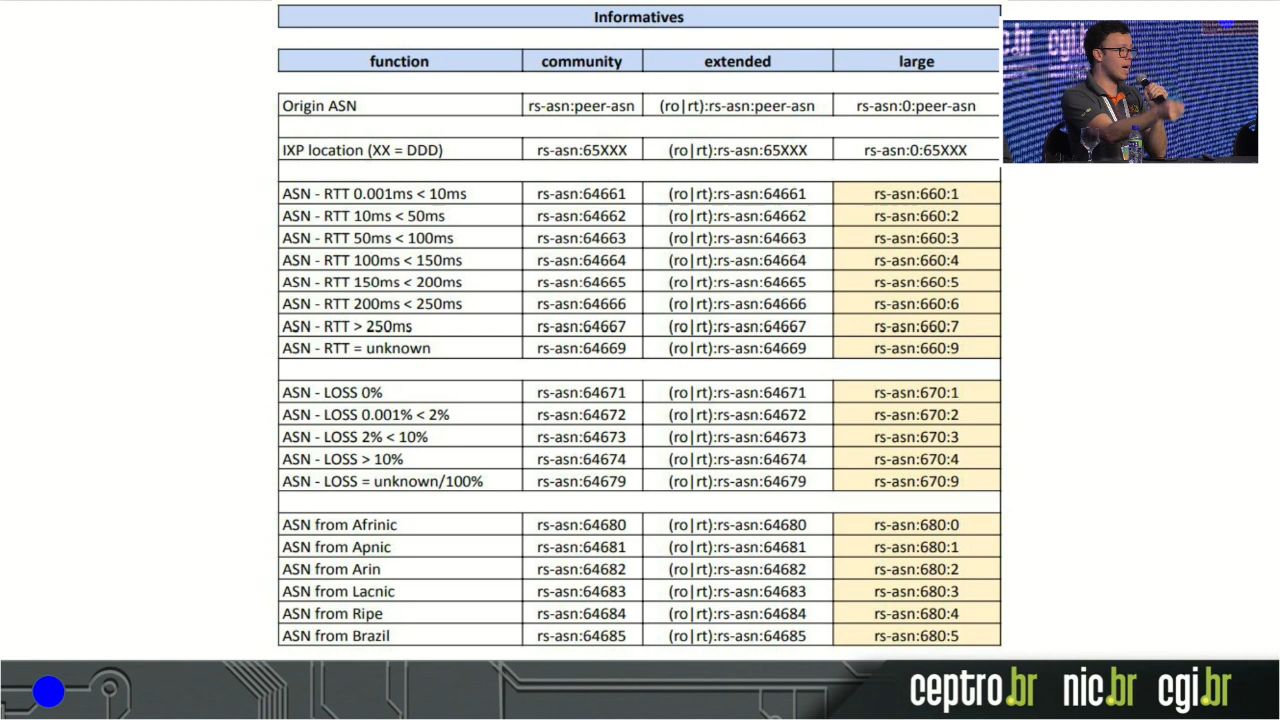 Informatives
function community extended large
Origin ASN rs-asn:peer-asn (ro|rt):rs-asn:peer-asn rs-asn:0:peer-asn
IXP location (XX = DDD) rs-asn:65XXX (ro|rt):rs-asn:65XXX rs-asn:0:65XXX
ASN - RTT 0.001ms < 10ms rs-asn:64661 (ro|rt):rs-asn:64661 rs-asn:660:1
ASN - RTT 10ms < 50ms rs-asn:64662 (ro|rt):rs-asn:64662 rs-asn:660:2
ASN - RTT 50ms < 100ms rs-asn:64663 (ro|rt):rs-asn:64663 rs-asn:660:3
ASN - RTT 100ms < 150ms rs-asn:64664 (ro|rt):rs-asn:64664 rs-asn:660:4
ASN - RTT 150ms < 200ms rs-asn:64665 (ro|rt):rs-asn:64665 rs-asn:660:5
ASN - RTT 200ms < 250ms rs-asn:64666 (ro|rt):rs-asn:64666 rs-asn:660:6
ASN - RTT > 250ms rs-asn:64667 (ro|rt):rs-asn:64667 rs-asn:660:7
ASN - RTT = unknown rs-asn:64669 (ro|rt):rs-asn:64669 rs-asn:660:9
ASN - LOSS 0% rs-asn:64671 (ro|rt):rs-asn:64671 rs-asn:670:1
ASN - LOSS 0.001% < 2% rs-asn:64672 (ro|rt):rs-asn:64672 rs-asn:670:2
ASN - LOSS 2% < 10% rs-asn:64673 (ro|rt):rs-asn:64673 rs-asn:670:3
ASN - LOSS > 10% rs-asn:64674 (ro|rt):rs-asn:64674 rs-asn:670:4
ASN - LOSS = unknown/100% rs-asn:64679 (ro|rt):rs-asn:64679 rs-asn:670:9
ASN from Afrinic rs-asn:64680 (ro|rt):rs-asn:64680 rs-asn:680:0
ASN from Apnic rs-asn:64681 (ro|rt):rs-asn:64681 rs-asn:680:1
ASN from Arin rs-asn:64682 (ro|rt):rs-asn:64682 rs-asn:680:2
ASN from Lacnic rs-asn:64683 (ro|rt):rs-asn:64683 rs-asn:680:3
ASN from Ripe rs-asn:64684 (ro|rt):rs-asn:64684 rs-asn:680:4
ASN from Brazil rs-asn:64685 (ro|rt):rs-asn:64685 rs-asn:680:5
ceptro.br nic.br cgi.br